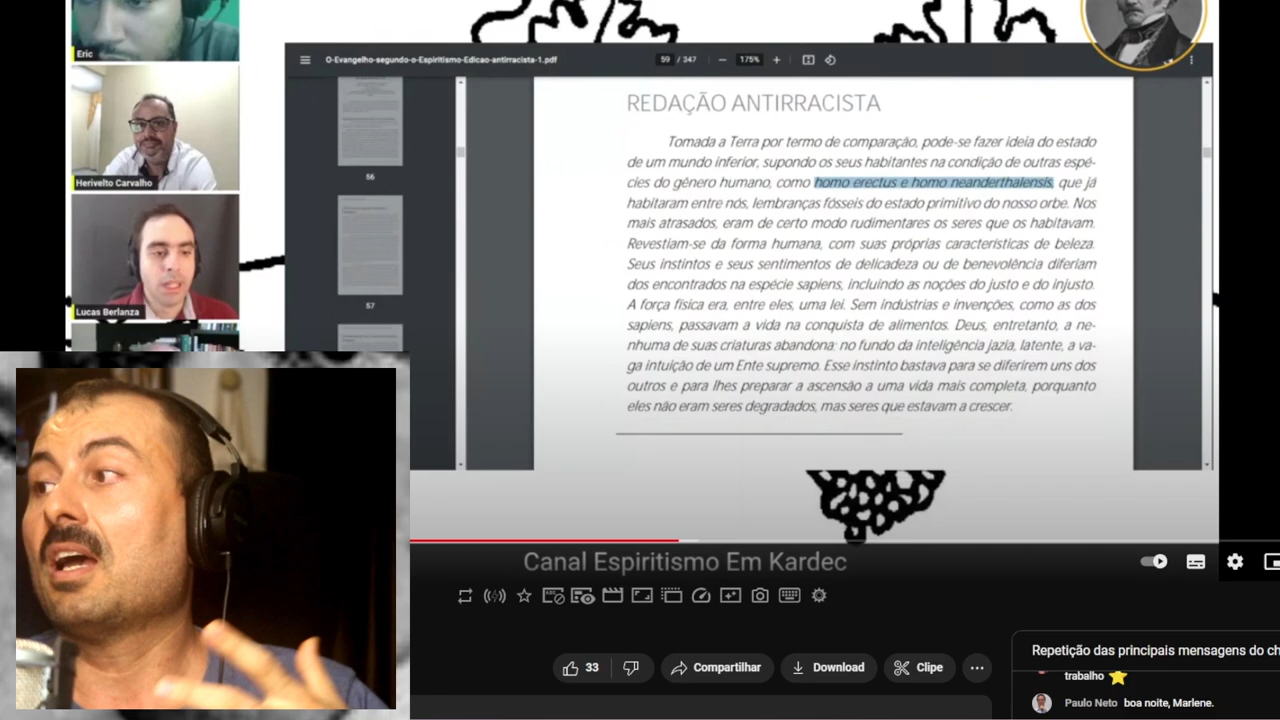 Eric
Herivelto Carvalho
Lucas Berlanza
O-Evangelho-segundo-o-Espiritismo-Edicao-antirracista-1.pdf
59 / 347
175%
56
57
REDAÇÃO ANTIRRACISTA
Tomada a Terra por termo de comparação, pode-se fazer ideia do estado
de um mundo inferior, supondo os seus habitantes na condição de outras espé-
cies do gênero humano, como homo erectus e homo neanderthalensis, que já
habitaram entre nós, lembranças fósseis do estado primitivo do nosso orbe. Nos
mais atrasados, eram de certo modo rudimentares os seres que os habitavam.
Revestiam-se da forma humana, com suas próprias características de beleza.
Seus instintos e seus sentimentos de delicadeza ou de benevolência diferiam
dos encontrados na espécie sapiens, incluindo as noções do justo e do injusto.
A força física era, entre eles, uma lei. Sem indústrias e invenções, como as dos
sapiens, passavam a vida na conquista de alimentos. Deus, entretanto, a ne-
nhuma de suas criaturas abandona: no fundo da inteligência jazia, latente, a va-
ga intuição de um Ente supremo. Esse instinto bastava para se diferirem uns dos
outros e para lhes preparar a ascensão a uma vida mais completa, porquanto
eles não eram seres degradados, mas seres que estavam a crescer.
Canal Espiritismo Em Kardec
33
Compartilhar
Download
Clipe
Repetição das principais mensagens do ch
trabalho
Paulo Neto boa noite, Marlene.